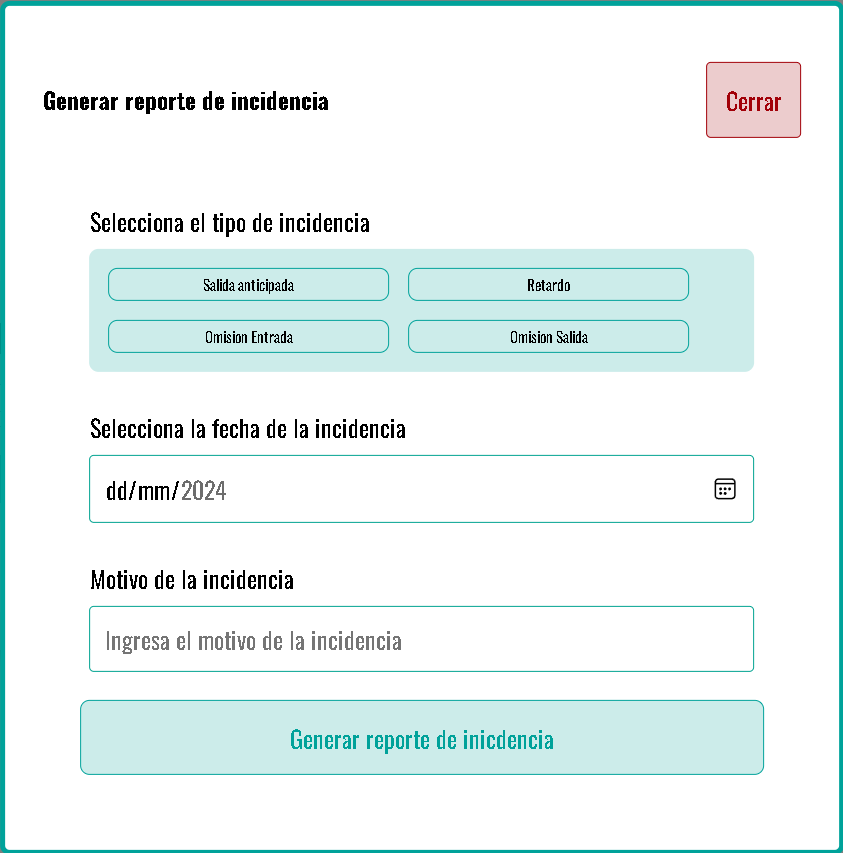 Generar reporte de incidencia
Cerrar
Selecciona el tipo de incidencia
Salida anticipada
Retardo
Omision Entrada
Omision Salida
Selecciona la fecha de la incidencia
dd/mm/2024
Motivo de la incidencia
Ingresa el motivo de la incidencia
Generar reporte de inicdencia